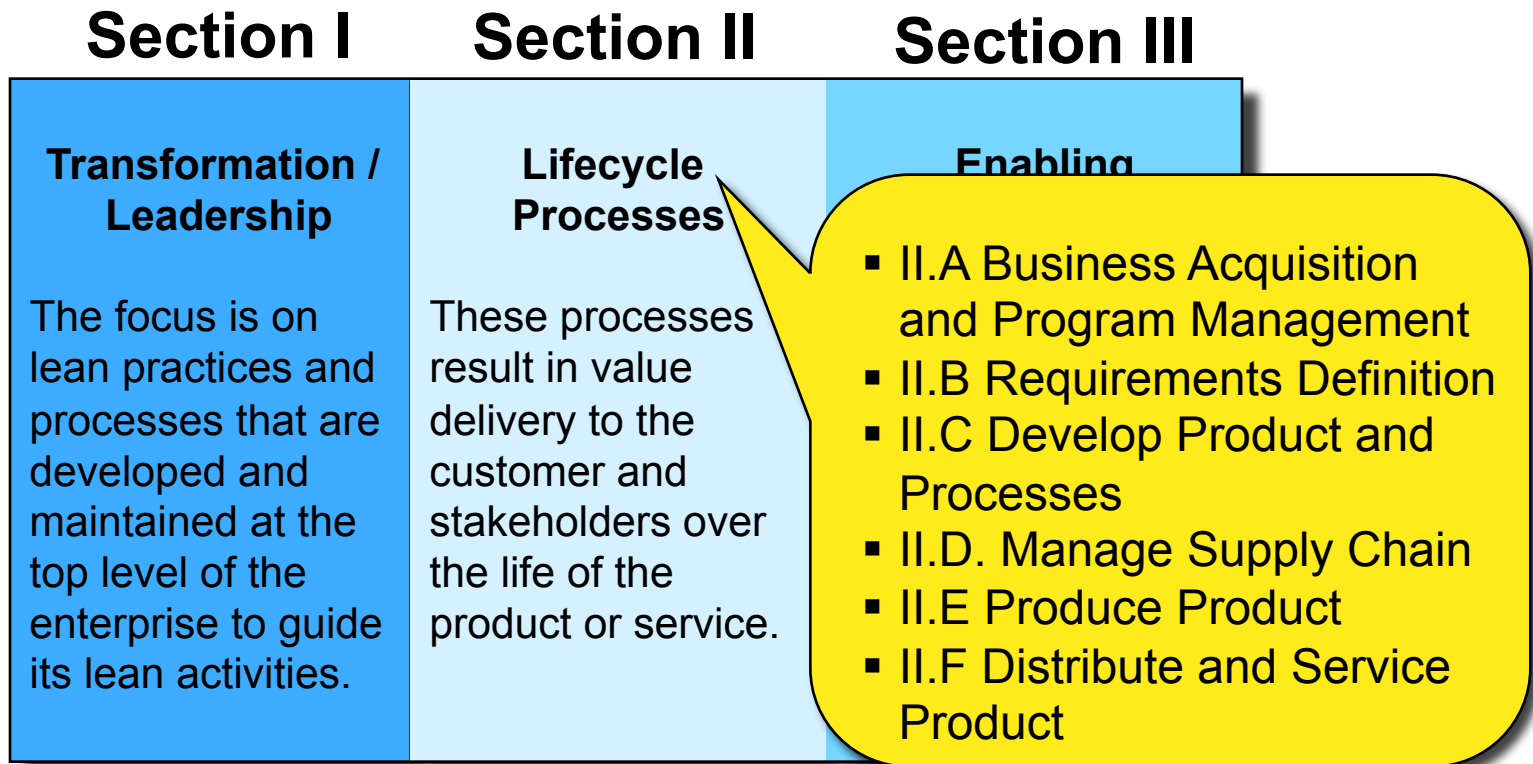 Section I
Section II
Section III
Transformation /
Leadership
The focus is on
lean practices and
processes that are
developed and
maintained at the
top level of the
enterprise to guide
its lean activities.
Lifecycle
Processes
These processes
result in value
delivery to the
customer and
stakeholders over
the life of the
product or service.
Enabling
▪ II.A Business Acquisition
and Program Management
▪ II.B Requirements Definition
▪ II.C Develop Product and
Processes
▪ II.D. Manage Supply Chain
▪ II.E Produce Product
▪ II.F Distribute and Service
Product